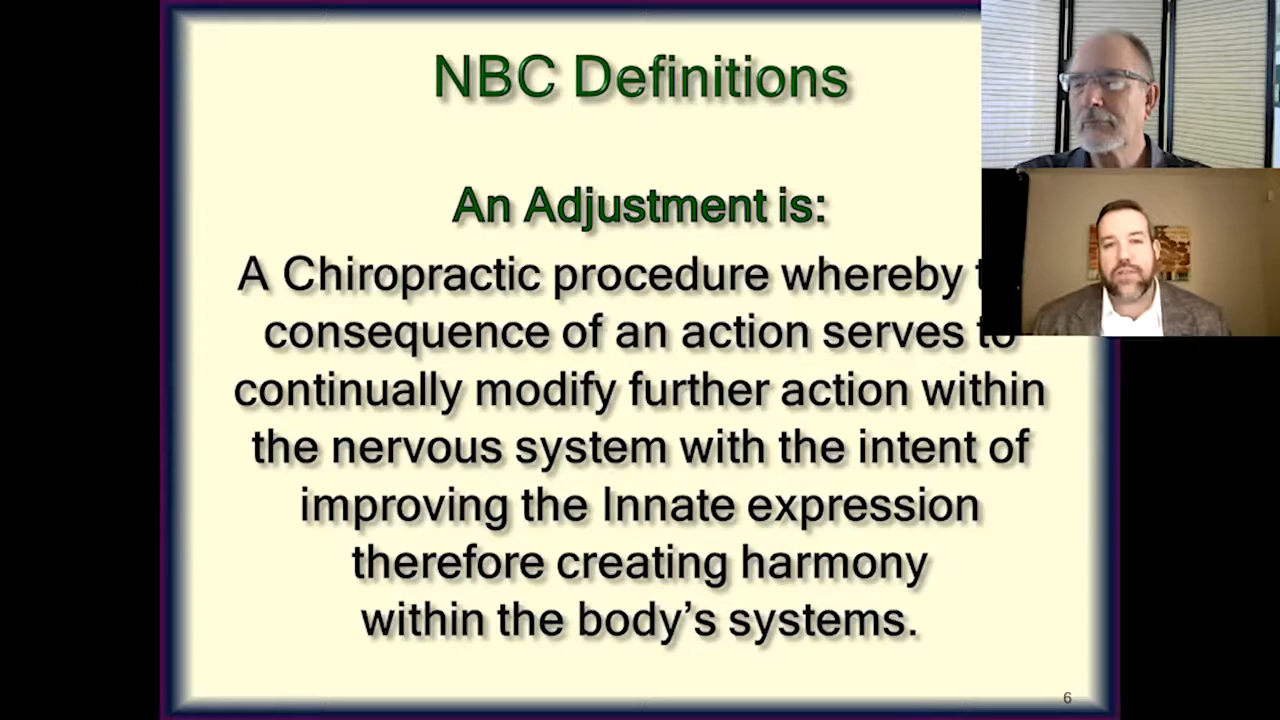 NBC Definitions
An Adjustment is:
A Chiropractic procedure whereby
consequence of an action serves to
continually modify further action within
the nervous system with the intent of
improving the Innate expression
therefore creating harmony
within the body's systems.
6